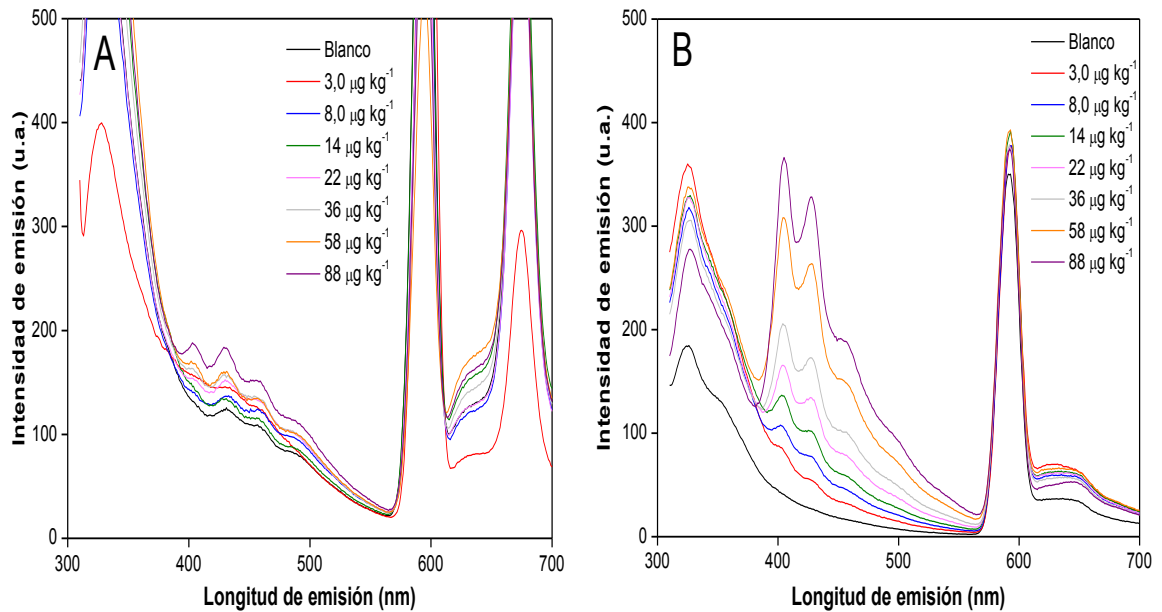 A
Intensidad de emisión (u.a.)
500
400
300
200
100
0
Blanco
3,0 µg kg⁻¹
8,0 µg kg⁻¹
14 µg kg⁻¹
22 µg kg⁻¹
36 µg kg⁻¹
58 µg kg⁻¹
88 µg kg⁻¹
300 400 500 600 700
Longitud de emisión (nm)
B
Intensidad de emisión (u.a.)
500
400
300
200
100
0
Blanco
3,0 µg kg⁻¹
8,0 µg kg⁻¹
14 µg kg⁻¹
22 µg kg⁻¹
36 µg kg⁻¹
58 µg kg⁻¹
88 µg kg⁻¹
300 400 500 600 700
Longitud de emisión (nm)